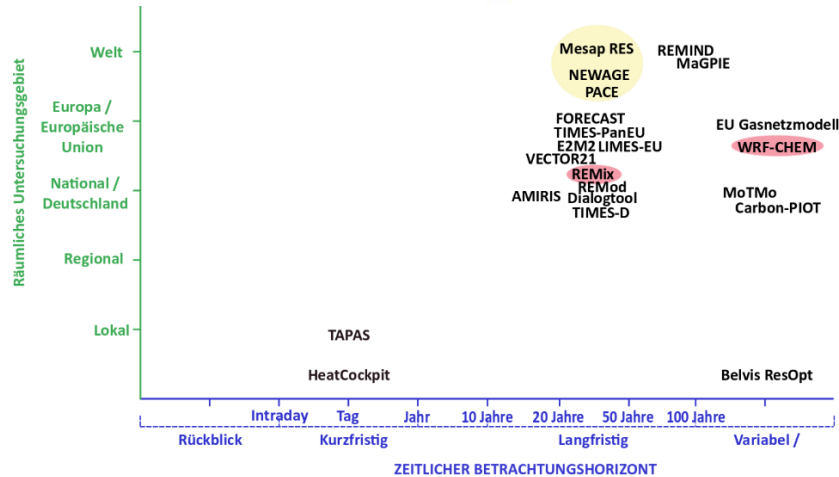 Räumliches Untersuchungsgebiet
Welt
Europa /
Europäische
Union
National /
Deutschland
Regional
Lokal
Mesap RES
NEWAGE
PACE
REMIND
MaGPIE
FORECAST
TIMES-PanEU
E2M2 LIMES-EU
VECTOR21
REMix
REMod
AMIRIS
Dialogtool
TIMES-D
EU Gasnetzmodell
WRF-CHEM
MoTMo
Carbon-PIOT
TAPAS
HeatCockpit
Belvis ResOpt
Intraday
Tag
Jahr
10 Jahre
20 Jahre
50 Jahre
100 Jahre
Rückblick
Kurzfristig
Langfristig
Variabel /
ZEITLICHER BETRACHTUNGSHORIZONT